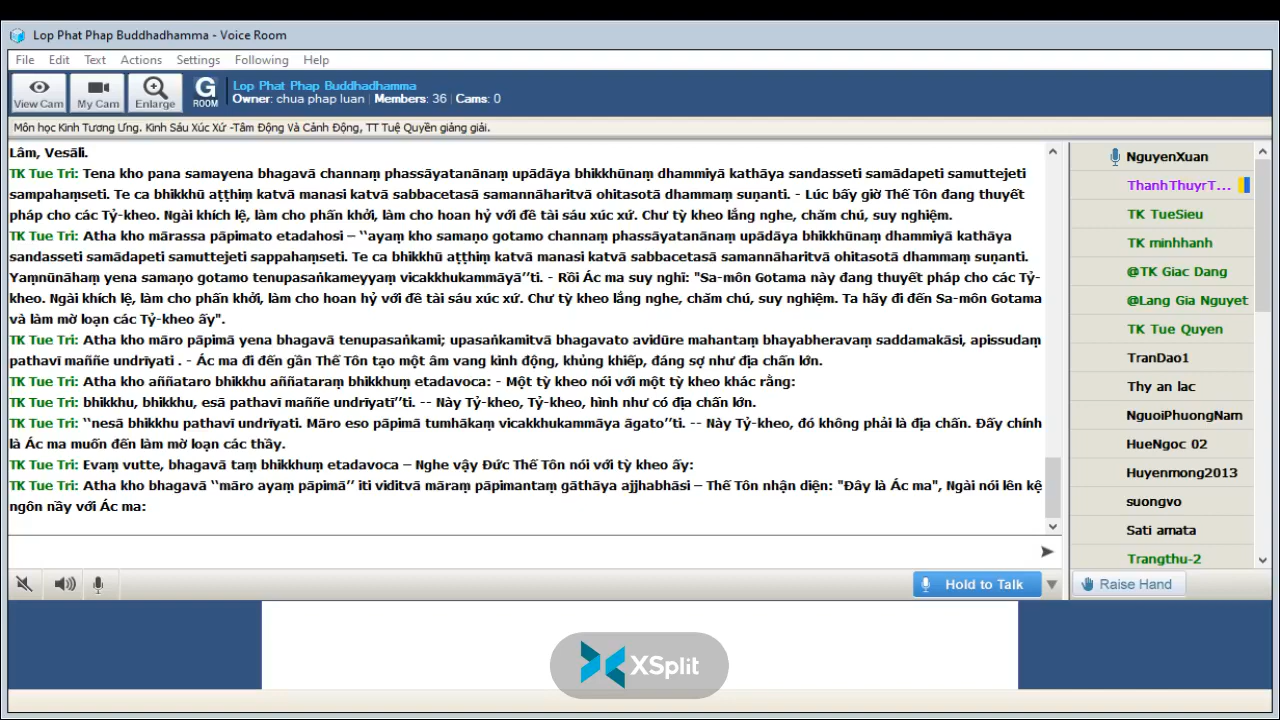 Lop Phat Phap Buddhadhamma - Voice Room
File Edit Text Actions Settings Following Help
View Cam My Cam Enlarge G ROOM
Lop Phat Phap Buddhadhamma
Owner: chua phap luan | Members: 36 | Cams: 0
Môn học Kinh Tương Ưng. Kinh Sáu Xúc Xứ -Tâm Động Và Cảnh Động, TT Tuệ Quyền giảng giải.
Lâm, Vesāli.
TK Tue Tri: Tena kho pana samayena bhagavā channaṃ phassāyatanānaṃ upādāya bhikkhūnaṃ dhammiyā kathāya sandasseti samādapeti samuttejeti
sampahaṃseti. Te ca bhikkhū aṭṭhiṃ katvā manasi katvā sabbacetasā samannāharitvā ohitasotā dhammaṃ suṇanti. - Lúc bấy giờ Thế Tôn đang thuyết
pháp cho các Tỷ-kheo. Ngài khích lệ, làm cho phấn khởi, làm cho hoan hỷ với đề tài sáu xúc xứ. Chư tỳ kheo lắng nghe, chăm chú, suy nghiệm.
TK Tue Tri: Atha kho mārassa pāpimato etadahosi – ‘‘ayaṃ kho samaṇo gotamo channaṃ phassāyatanānaṃ upādāya bhikkhūnaṃ dhammiyā kathāya
sandasseti samādapeti samuttejeti sappahaṃseti. Te ca bhikkhū aṭṭhiṃ katvā manasi katvā sabbacetasā samannāharitvā ohitasotā dhammaṃ suṇanti.
Yaṃnūnāhaṃ yena samaṇo gotamo tenupasaṅkameyyaṃ vicakkhukammāyā’’ti. - Rồi Ác ma suy nghĩ: "Sa-môn Gotama này đang thuyết pháp cho các Tỷ-
kheo. Ngài khích lệ, làm cho phấn khởi, làm cho hoan hỷ với đề tài sáu xúc xứ. Chư tỳ kheo lắng nghe, chăm chú, suy nghiệm. Ta hãy đi đến Sa-môn Gotama
và làm mờ loạn các Tỷ-kheo ấy".
TK Tue Tri: Atha kho māro pāpimā yena bhagavā tenupasaṅkami; upasaṅkamitvā bhagavato avidūre mahantaṃ bhayabheravaṃ saddamakāsi, apissudaṃ
pathavī maññe undrīyati . - Ác ma đi đến gần Thế Tôn tạo một âm vang kinh động, khủng khiếp, đáng sợ như địa chấn lớn.
TK Tue Tri: Atha kho aññataro bhikkhu aññataraṃ bhikkhuṃ etadavoca: - Một tỳ kheo nói với một tỳ kheo khác rằng:
TK Tue Tri: bhikkhu, bhikkhu, esā pathavī maññe undrīyatī’’ti. -- Này Tỷ-kheo, Tỷ-kheo, hình như có địa chấn lớn.
TK Tue Tri: ‘‘nesā bhikkhu pathavī undrīyati. Māro eso pāpimā tumhākaṃ vicakkhukammāya āgato’’ti. -- Này Tỷ-kheo, đó không phải là địa chấn. Đấy chính
là Ác ma muốn đến làm mờ loạn các thầy.
TK Tue Tri: Evaṃ vutte, bhagavā taṃ bhikkhuṃ etadavoca – Nghe vậy Đức Thế Tôn nói với tỳ kheo ấy:
TK Tue Tri: Atha kho bhagavā ‘‘māro ayaṃ pāpimā’’ iti viditvā māraṃ pāpimantaṃ gāthāya ajjhabhāsi – Thế Tôn nhận diện: "Đây là Ác ma", Ngài nói lên kệ
ngôn nầy với Ác ma:
NguyenXuan
ThanhThuyrT...
TK TueSieu
TK minhhanh
@TK Giac Dang
@Lang Gia Nguyet
TK Tue Quyen
TranDao1
Thy an lac
NguoiPhuongNam
HueNgoc 02
Huyenmong2013
suongvo
Sati amata
Trangthu-2
Hold to Talk
Raise Hand
XSplit